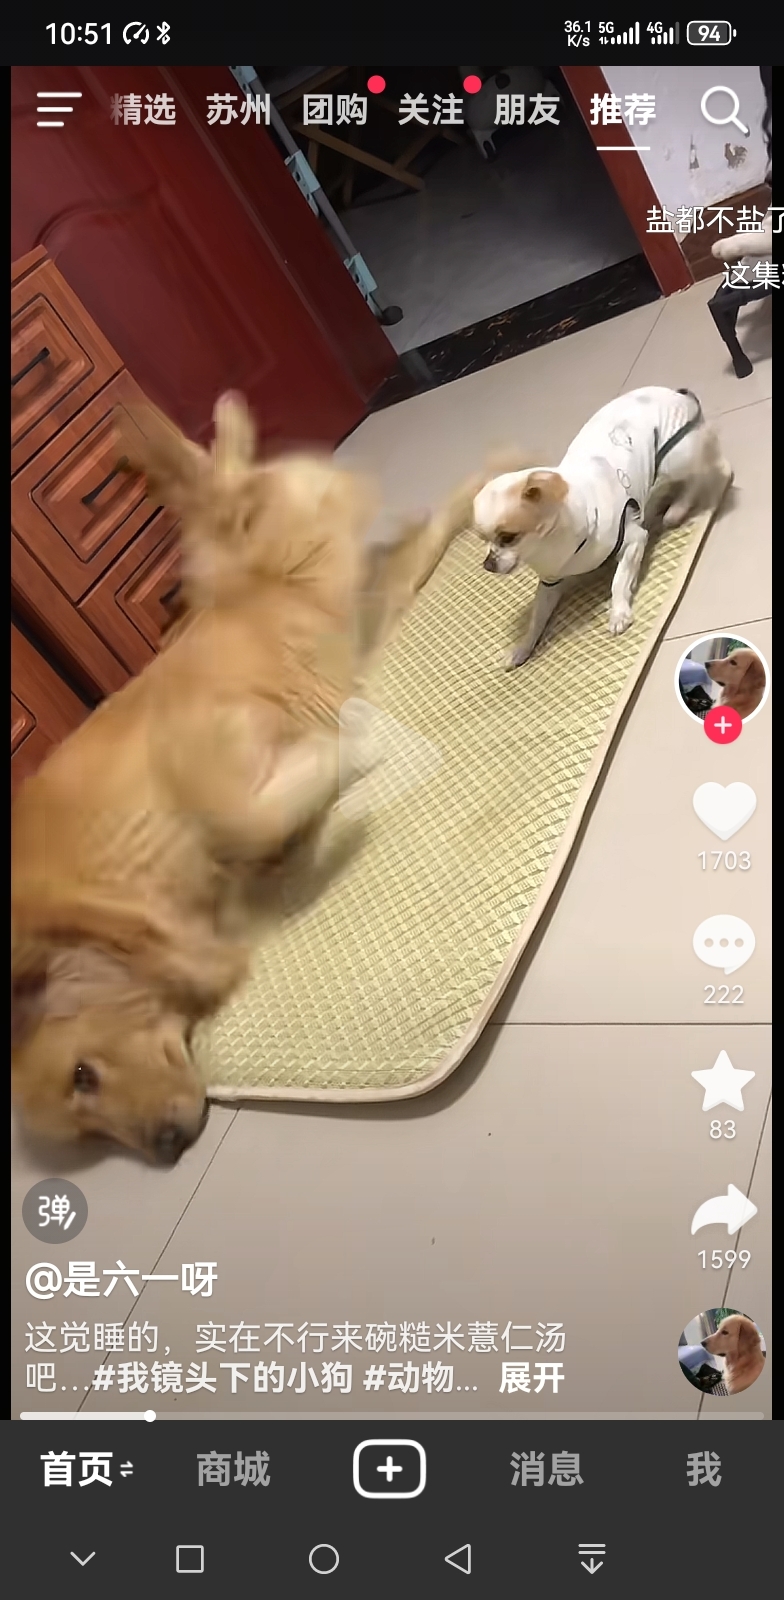 10:51
36.1 K/s 5G 4G 94
精选 苏州 团购 关注 朋友 推荐
盐都不盐了
这集
1703
222
83
1599
弹
@是六一呀
这觉睡的，实在不行来碗糙米薏仁汤
吧...#我镜头下的小狗 #动物... 展开
首页 商城 消息 我